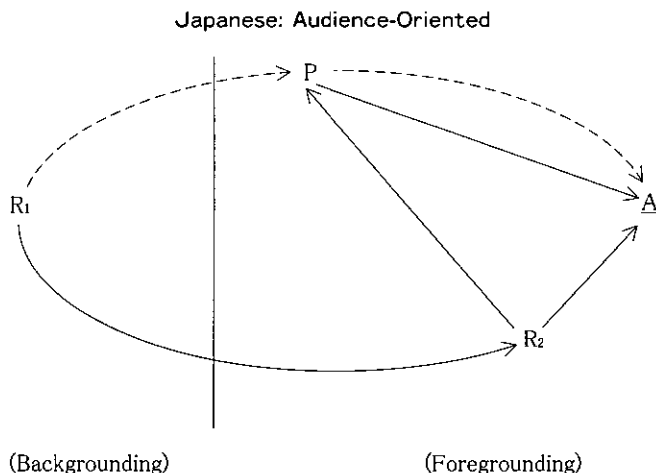 Japanese: Audience-Oriented
P
R1
A
R2
(Backgrounding) (Foregrounding)